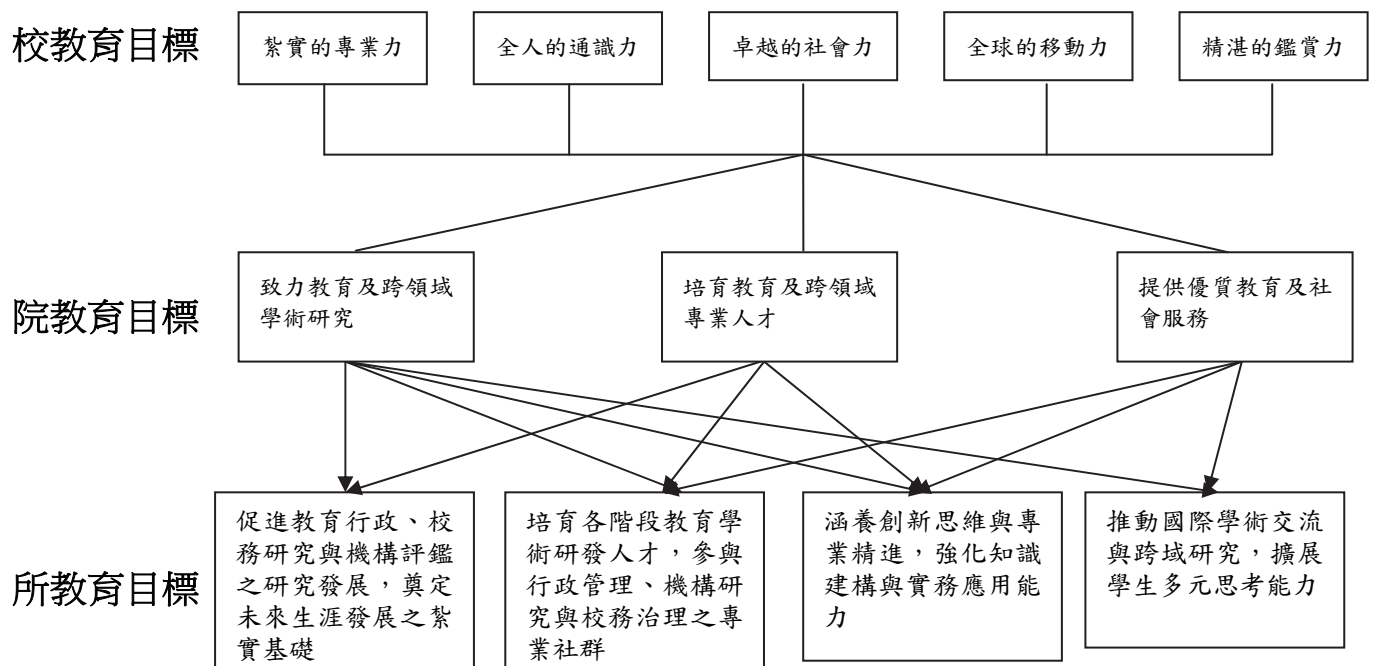 校教育目標
紮實的專業力
全人的通識力
卓越的社會力
全球的移動力
精湛的鑑賞力
院教育目標
致力教育及跨領域
學術研究
培育教育及跨領域
專業人才
提供優質教育及社
會服務
所教育目標
促進教育行政、校
務研究與機構評鑑
之研究發展，奠定
未來生涯發展之紮
實基礎
培育各階段教育學
術研發人才，參與
行政管理、機構研
究與校務治理之專
業社群
涵養創新思維與專
業精進，強化知識
建構與實務應用能
力
推動國際學術交流
與跨域研究，擴展
學生多元思考能力